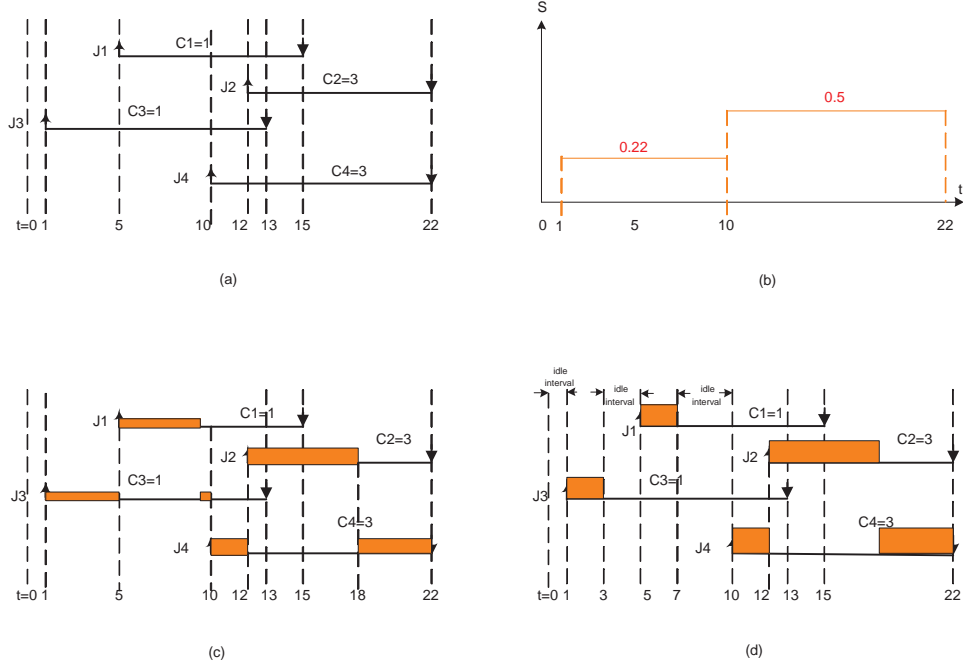 J1
C1=1
J2
C2=3
J3
C3=1
J4
C4=3
t=0 1 5 10 12 13 15 22
(a)
S
0.22
0.5
t
0 1 5 10 22
(b)
J1
C1=1
J2
C2=3
J3
C3=1
J4
C4=3
t=0 1 5 10 12 13 15 18 22
(c)
idle
interval
idle
interval
idle
interval
J1
C1=1
J2
C2=3
J3
C3=1
J4
C4=3
t=0 1 3 5 7 10 12 13 15 22
(d)